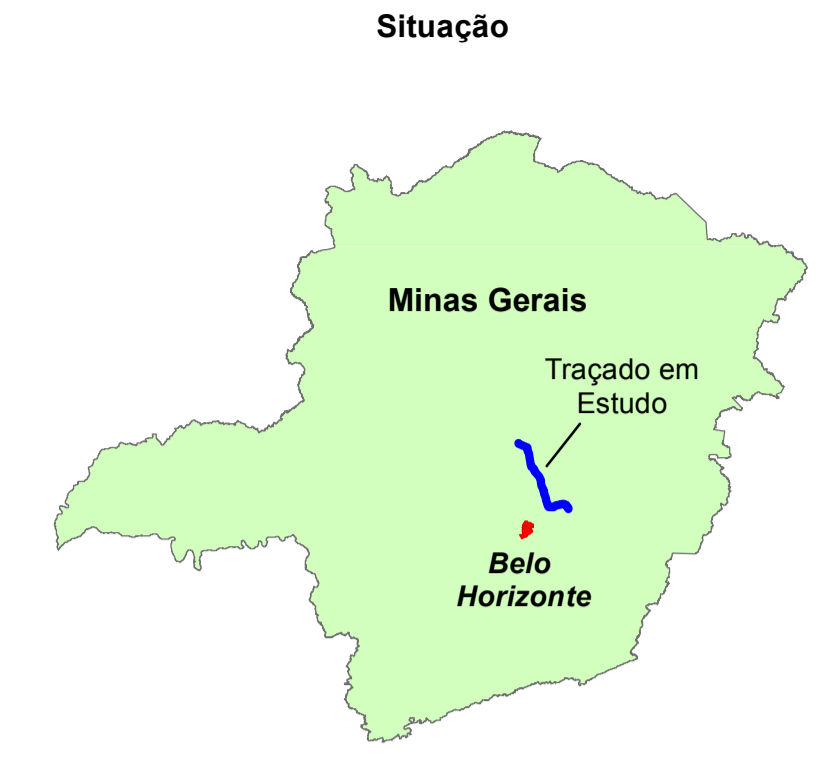 Situação
Minas Gerais
Traçado em
Estudo
Belo
Horizonte